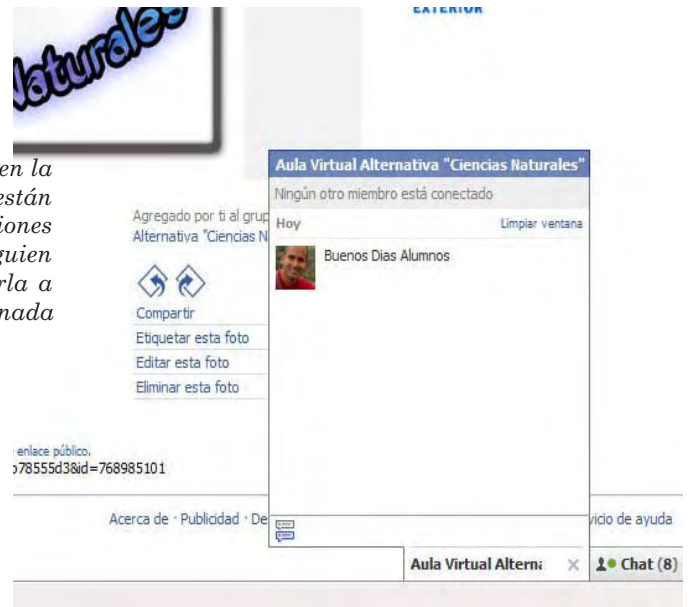 Naturales
EXTERIOR
en la
están
iones
guien
rla a
nada
Agregado por ti al grup
Alternativa "Ciencias N
Compartir
Etiquetar esta foto
Editar esta foto
Eliminar esta foto
enlace público.
b78555d3&id=768985101
Acerca de · Publicidad · De
Aula Virtual Alternativa "Ciencias Naturales"
Ningún otro miembro está conectado
Hoy
Limpiar ventana
Buenos Dias Alumnos
vicio de ayuda
Aula Virtual Alterna
Chat (8)